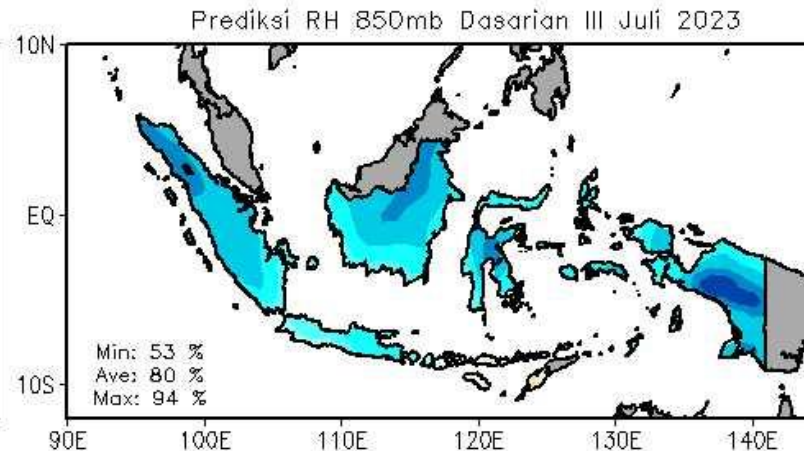 Prediksi RH 850mb Dasarian III Juli 2023
10N
EQ
10S
Min: 53 %
Ave: 80 %
Max: 94 %
90E 100E 110E 120E 130E 140E